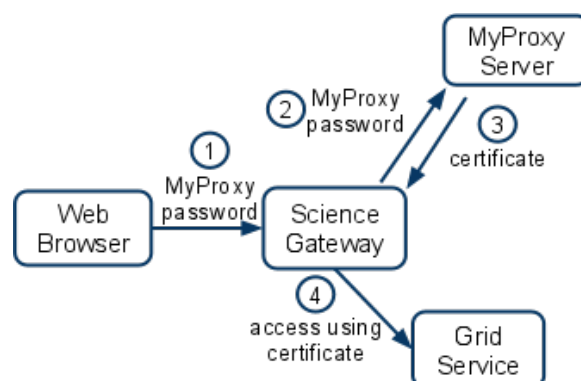 MyProxy
Server
2
MyProxy
password
3
certificate
1
MyProxy
password
Web
Browser
Science
Gateway
4
access using
certificate
Grid
Service